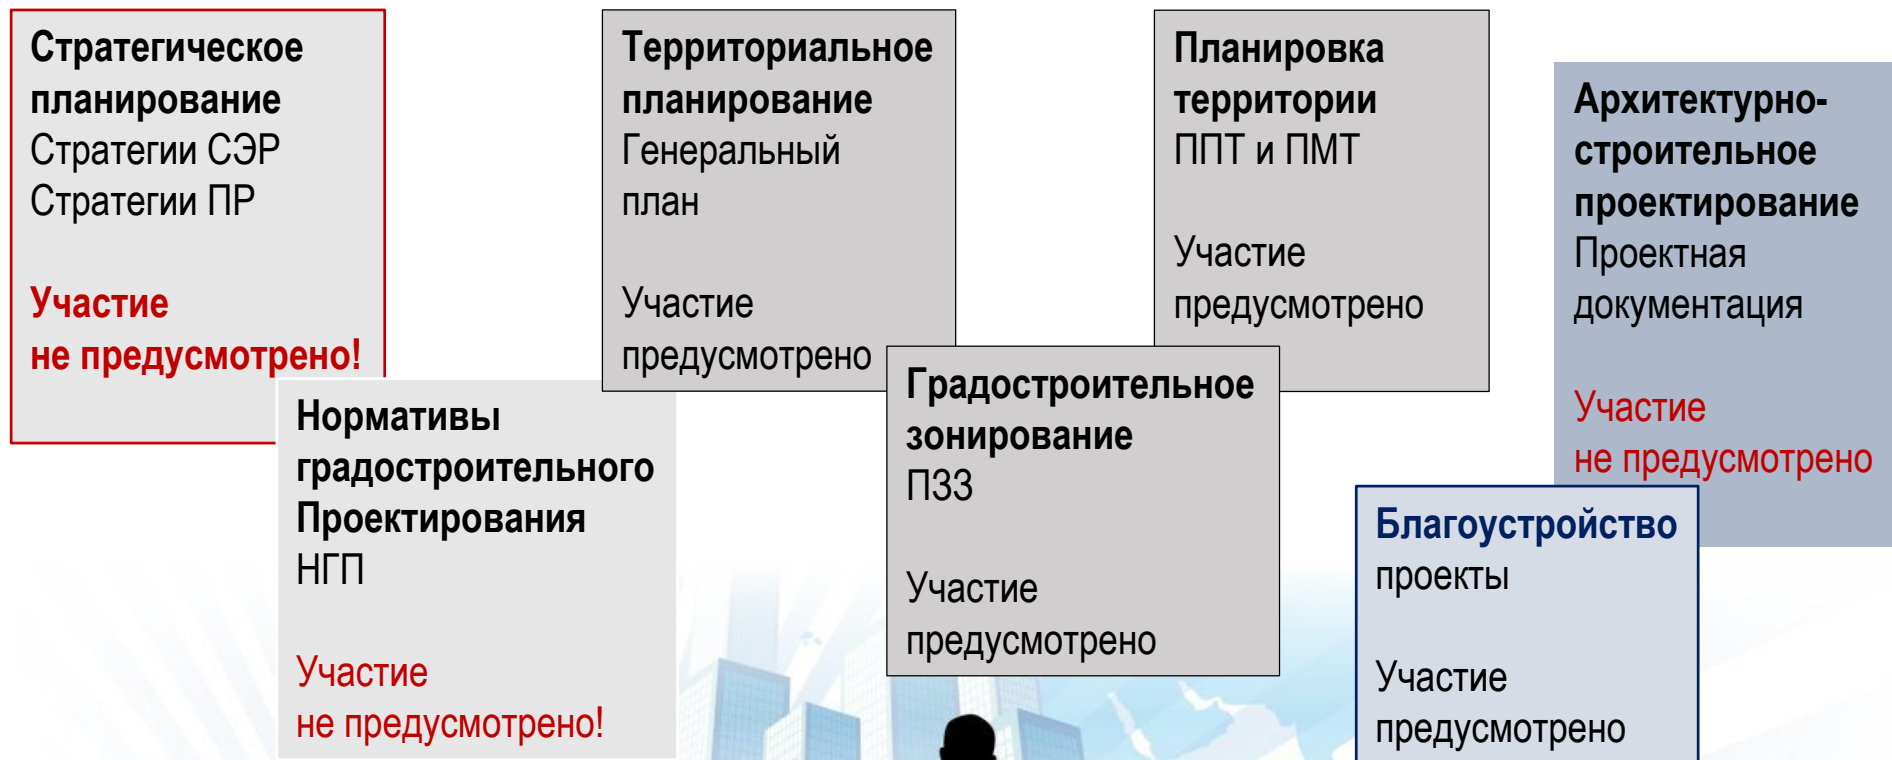 Стратегическое
планирование
Стратегии СЭР
Стратегии ПР
Участие
не предусмотрено!
Нормативы
градостроительного
Проектирования
НГП
Участие
не предусмотрено!
Территориальное
планирование
Генеральный
план
Участие
предусмотрено
Градостроительное
зонирование
ПЗЗ
Участие
предусмотрено
Планировка
территории
ППТ и ПМТ
Участие
предусмотрено
Благоустройство
проекты
Участие
предусмотрено
Архитектурно-
строительное
проектирование
Проектная
документация
Участие
не предусмотрено